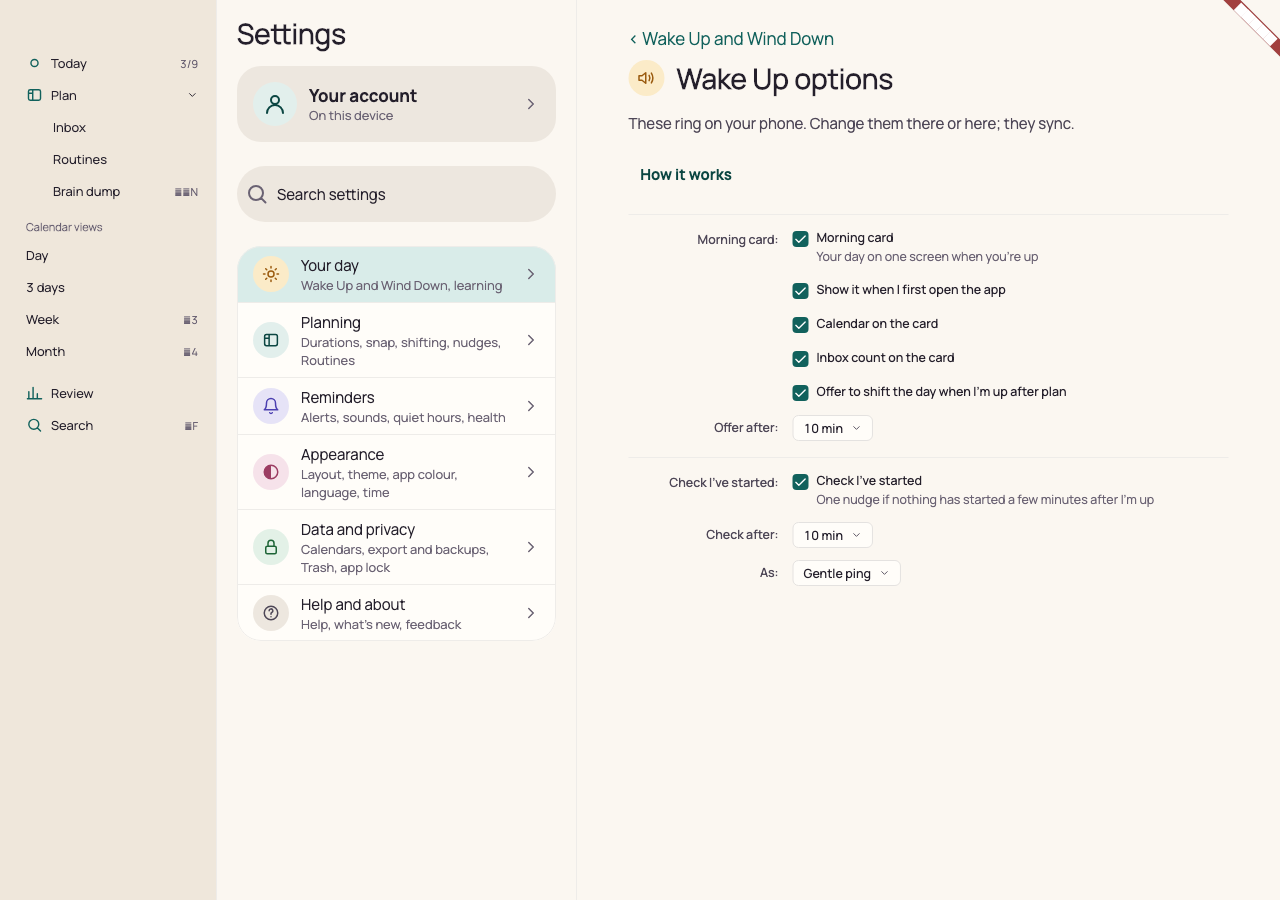 Today 3/9
Plan
Inbox
Routines
Brain dump N
Calendar views
Day
3 days
Week 3
Month 4
Review
Search F
Settings
Your account
On this device
Search settings
Your day
Wake Up and Wind Down, learning
Planning
Durations, snap, shifting, nudges,
Routines
Reminders
Alerts, sounds, quiet hours, health
Appearance
Layout, theme, app colour,
language, time
Data and privacy
Calendars, export and backups,
Trash, app lock
Help and about
Help, what's new, feedback
‹ Wake Up and Wind Down
Wake Up options
These ring on your phone. Change them there or here; they sync.
How it works
Morning card: Morning card
Your day on one screen when you're up
Show it when I first open the app
Calendar on the card
Inbox count on the card
Offer to shift the day when I'm up after plan
Offer after: 10 min
Check I've started: Check I've started
One nudge if nothing has started a few minutes after I'm up
Check after: 10 min
As: Gentle ping